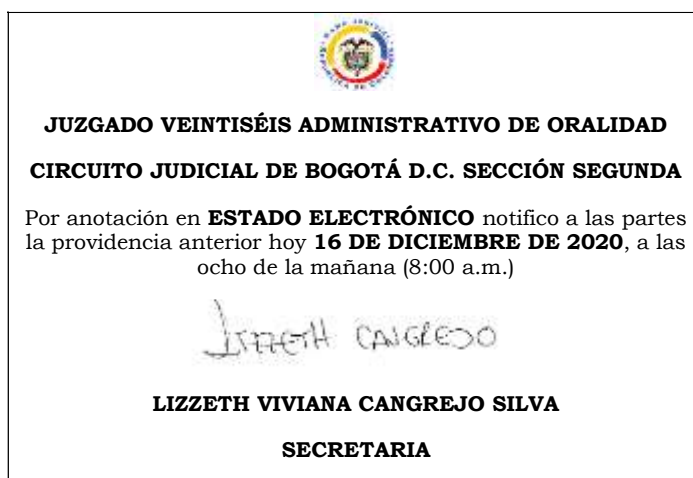 JUZGADO VEINTISÉIS ADMINISTRATIVO DE ORALIDAD
CIRCUITO JUDICIAL DE BOGOTÁ D.C. SECCIÓN SEGUNDA
Por anotación en ESTADO ELECTRÓNICO notifico a las partes
la providencia anterior hoy 16 DE DICIEMBRE DE 2020, a las
ocho de la mañana (8:00 a.m.)
LIZZETH CANGREJO
LIZZETH VIVIANA CANGREJO SILVA
SECRETARIA